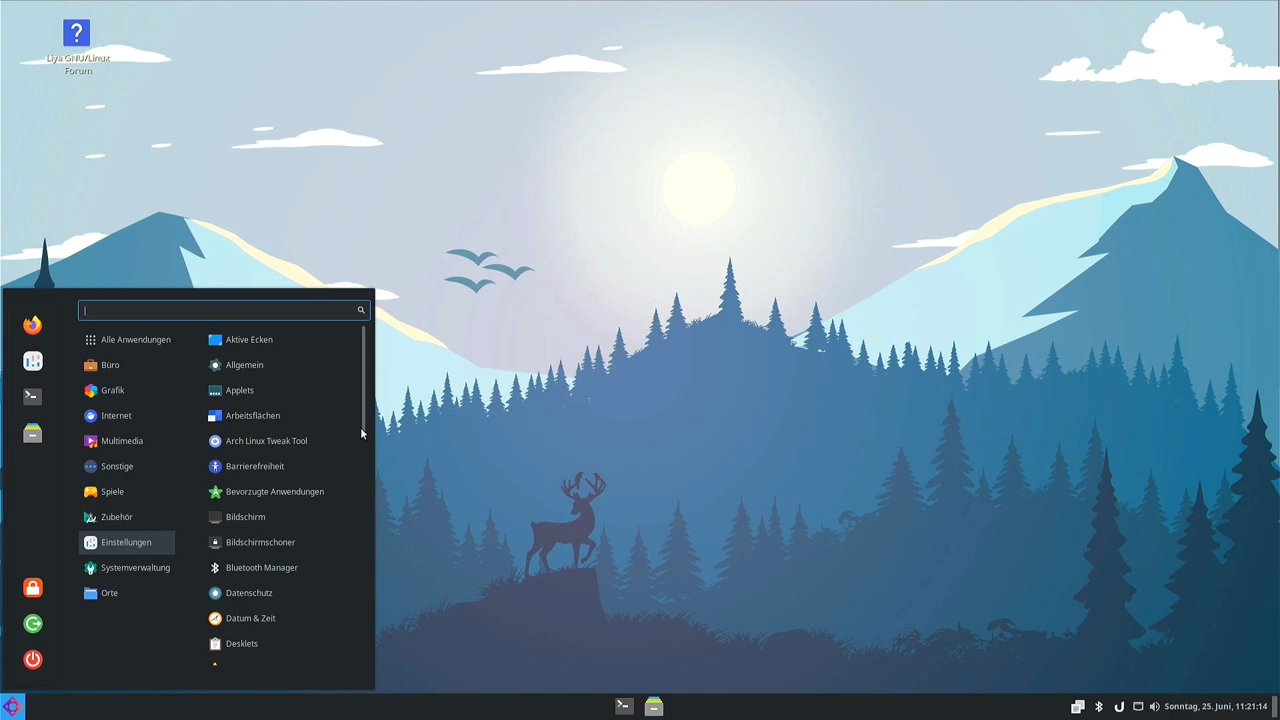 Liya GNU/Linux
Forum
Alle Anwendungen
Büro
Grafik
Internet
Multimedia
Sonstige
Spiele
Zubehör
Einstellungen
Systemverwaltung
Orte
Aktive Ecken
Allgemein
Applets
Arbeitsflächen
Arch Linux Tweak Tool
Barrierefreiheit
Bevorzugte Anwendungen
Bildschirm
Bildschirmschoner
Bluetooth Manager
Datenschutz
Datum & Zeit
Desklets
Sonntag, 25. Juni, 11:21:14